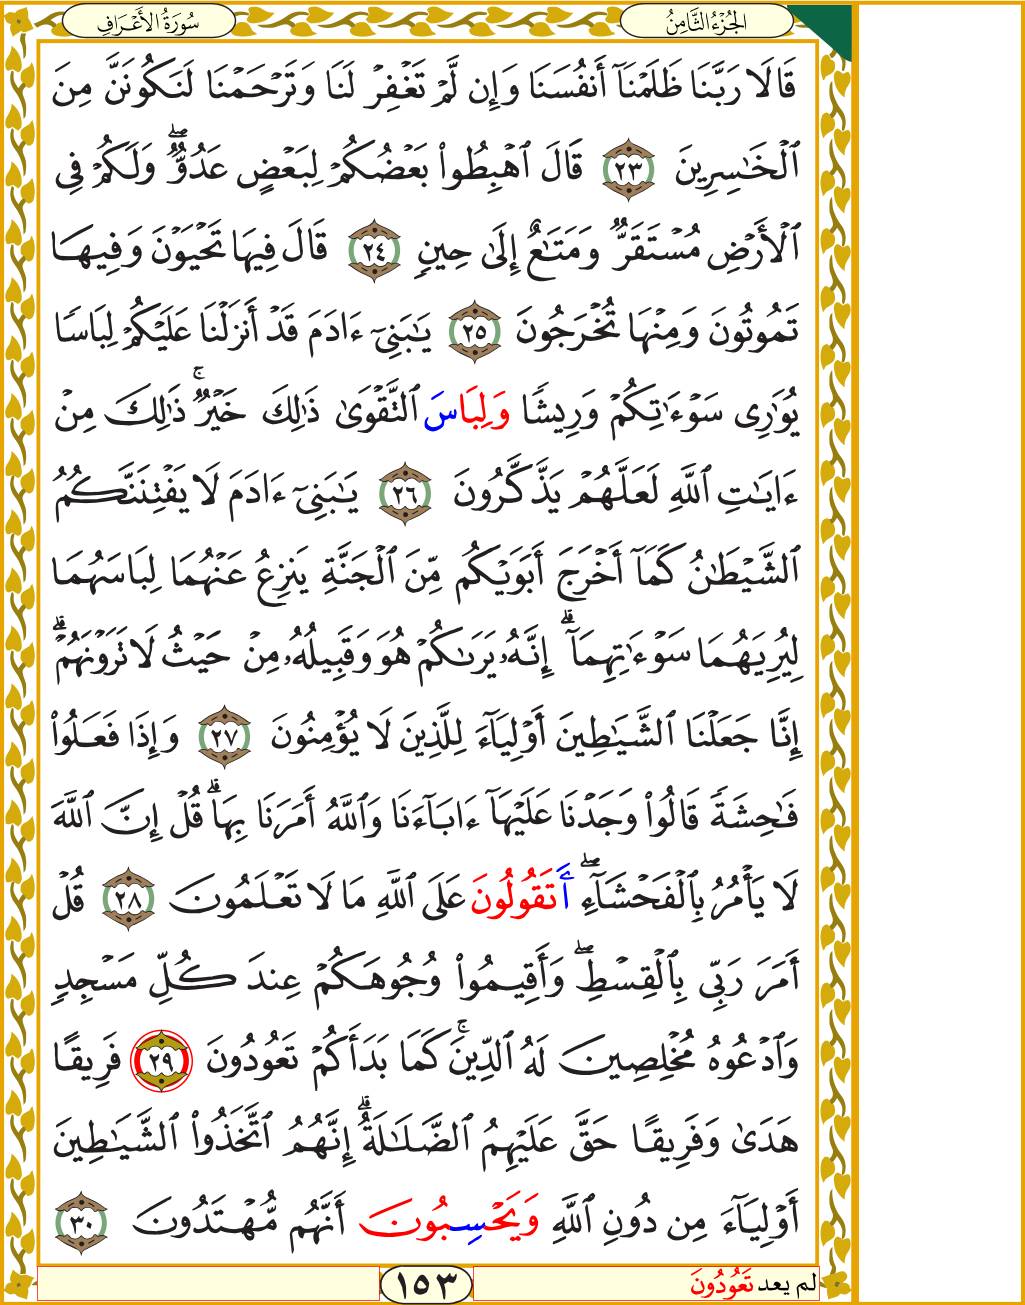 سُورَةُ الأَعْرَافِ
الجُزْءُ الثَّامِنُ
قَالَا رَبَّنَا ظَلَمْنَآ أَنفُسَنَا وَإِن لَّمْ تَغْفِرْ لَنَا وَتَرْحَمْنَا لَنَكُونَنَّ مِنَ
ٱلْخَٰسِرِينَ ٢٣ قَالَ ٱهْبِطُوا۟ بَعْضُكُمْ لِبَعْضٍ عَدُوٌّۖ وَلَكُمْ فِى
ٱلْأَرْضِ مُسْتَقَرٌّ وَمَتَٰعٌ إِلَىٰ حِينٍ ٢٤ قَالَ فِيهَا تَحْيَوْنَ وَفِيهَا
تَمُوتُونَ وَمِنْهَا تُخْرَجُونَ ٢٥ يَٰبَنِىٓ ءَادَمَ قَدْ أَنزَلْنَا عَلَيْكُمْ لِبَاسًا
يُوَٰرِى سَوْءَٰتِكُمْ وَرِيشًا وَلِبَاسَ ٱلتَّقْوَىٰ ذَٰلِكَ خَيْرٌۚ ذَٰلِكَ مِنْ
ءَايَٰتِ ٱللَّهِ لَعَلَّهُمْ يَذَّكَّرُونَ ٢٦ يَٰبَنِىٓ ءَادَمَ لَا يَفْتِنَنَّكُمُ
ٱلشَّيْطَٰنُ كَمَآ أَخْرَجَ أَبَوَيْكُم مِّنَ ٱلْجَنَّةِ يَنزِعُ عَنْهُمَا لِبَاسَهُمَا
لِيُرِيَهُمَا سَوْءَٰتِهِمَآۗ إِنَّهُۥ يَرَىٰكُمْ هُوَ وَقَبِيلُهُۥ مِنْ حَيْثُ لَا تَرَوْنَهُمْۗ
إِنَّا جَعَلْنَا ٱلشَّيَٰطِينَ أَوْلِيَآءَ لِلَّذِينَ لَا يُؤْمِنُونَ ٢٧ وَإِذَا فَعَلُوا۟
فَٰحِشَةً قَالُوا۟ وَجَدْنَا عَلَيْهَآ ءَابَآءَنَا وَٱللَّهُ أَمَرَنَا بِهَاۗ قُلْ إِنَّ ٱللَّهَ
لَا يَأْمُرُ بِٱلْفَحْشَآءِۖ أَتَقُولُونَ عَلَى ٱللَّهِ مَا لَا تَعْلَمُونَ ٢٨ قُلْ
أَمَرَ رَبِّى بِٱلْقِسْطِۖ وَأَقِيمُوا۟ وُجُوهَكُمْ عِندَ كُلِّ مَسْجِدٍ
وَٱدْعُوهُ مُخْلِصِينَ لَهُ ٱلدِّينَۚ كَمَا بَدَأَكُمْ تَعُودُونَ ٢٩ فَرِيقًا
هَدَىٰ وَفَرِيقًا حَقَّ عَلَيْهِمُ ٱلضَّلَٰلَةُۗ إِنَّهُمُ ٱتَّخَذُوا۟ ٱلشَّيَٰطِينَ
أَوْلِيَآءَ مِن دُونِ ٱللَّهِ وَيَحْسِبُونَ أَنَّهُم مُّهْتَدُونَ ٣٠
لم يعد تَعُودُونَ
١٥٣